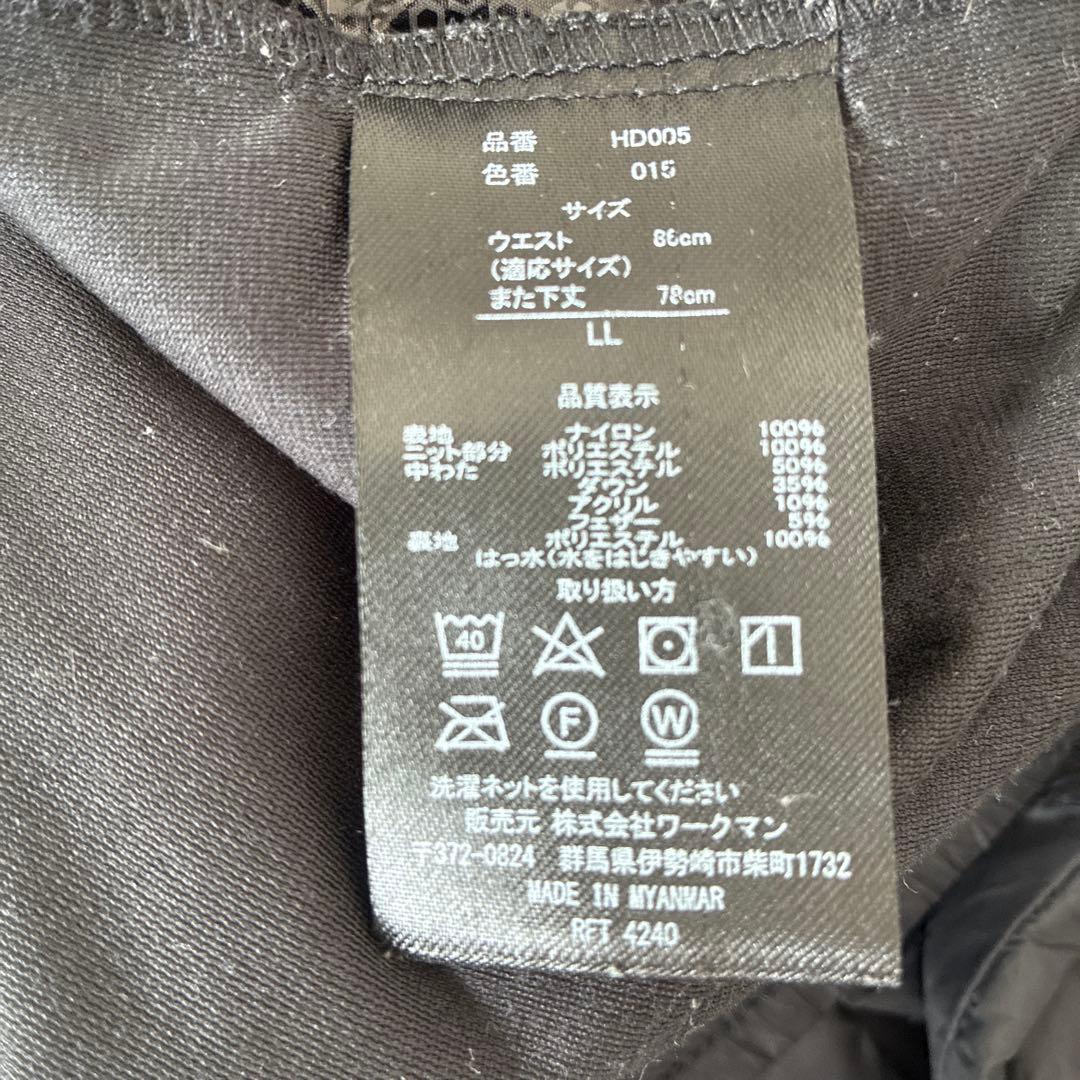 品番 HD005
色番 015
サイズ
ウエスト 86cm
(適応サイズ)
また下丈 78cm
LL
品質表示
表地 ナイロン 100%
ニット部分 ポリエステル 100%
中わた ポリエステル 50%
ダウン 35%
アクリル 10%
フェザー 5%
裏地 ポリエステル 100%
はっ水(水をはじきやすい)
取り扱い方
40
F W
洗濯ネットを使用してください
販売元 株式会社ワークマン
〒372-0824 群馬県伊勢崎市柴町1732
MADE IN MYANMAR
RFT 4240